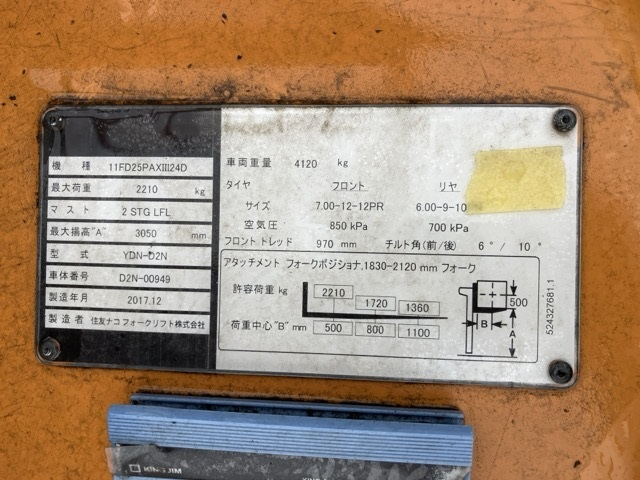 機種 11FD25PAXIII24D
最大荷重 2210 kg
マスト 2 STG LFL
最大揚高"A" 3050 mm
型式 YDN-D2N
車体番号 D2N-00949
製造年月 2017.12
製造者 住友ナコフォークリフト株式会社
車両重量 4120 kg
タイヤ フロント リヤ
サイズ 7.00-12-12PR 6.00-9-10
空気圧 850 kPa 700 kPa
フロントトレッド 970 mm チルト角(前/後) 6°/ 10°
アタッチメント フォークポジショナ,1830-2120 mm フォーク
許容荷重 kg 2210 1720 1360
荷重中心"B" mm 500 800 1100
500
B
A
524327681.1
KING JIM
KING JIM